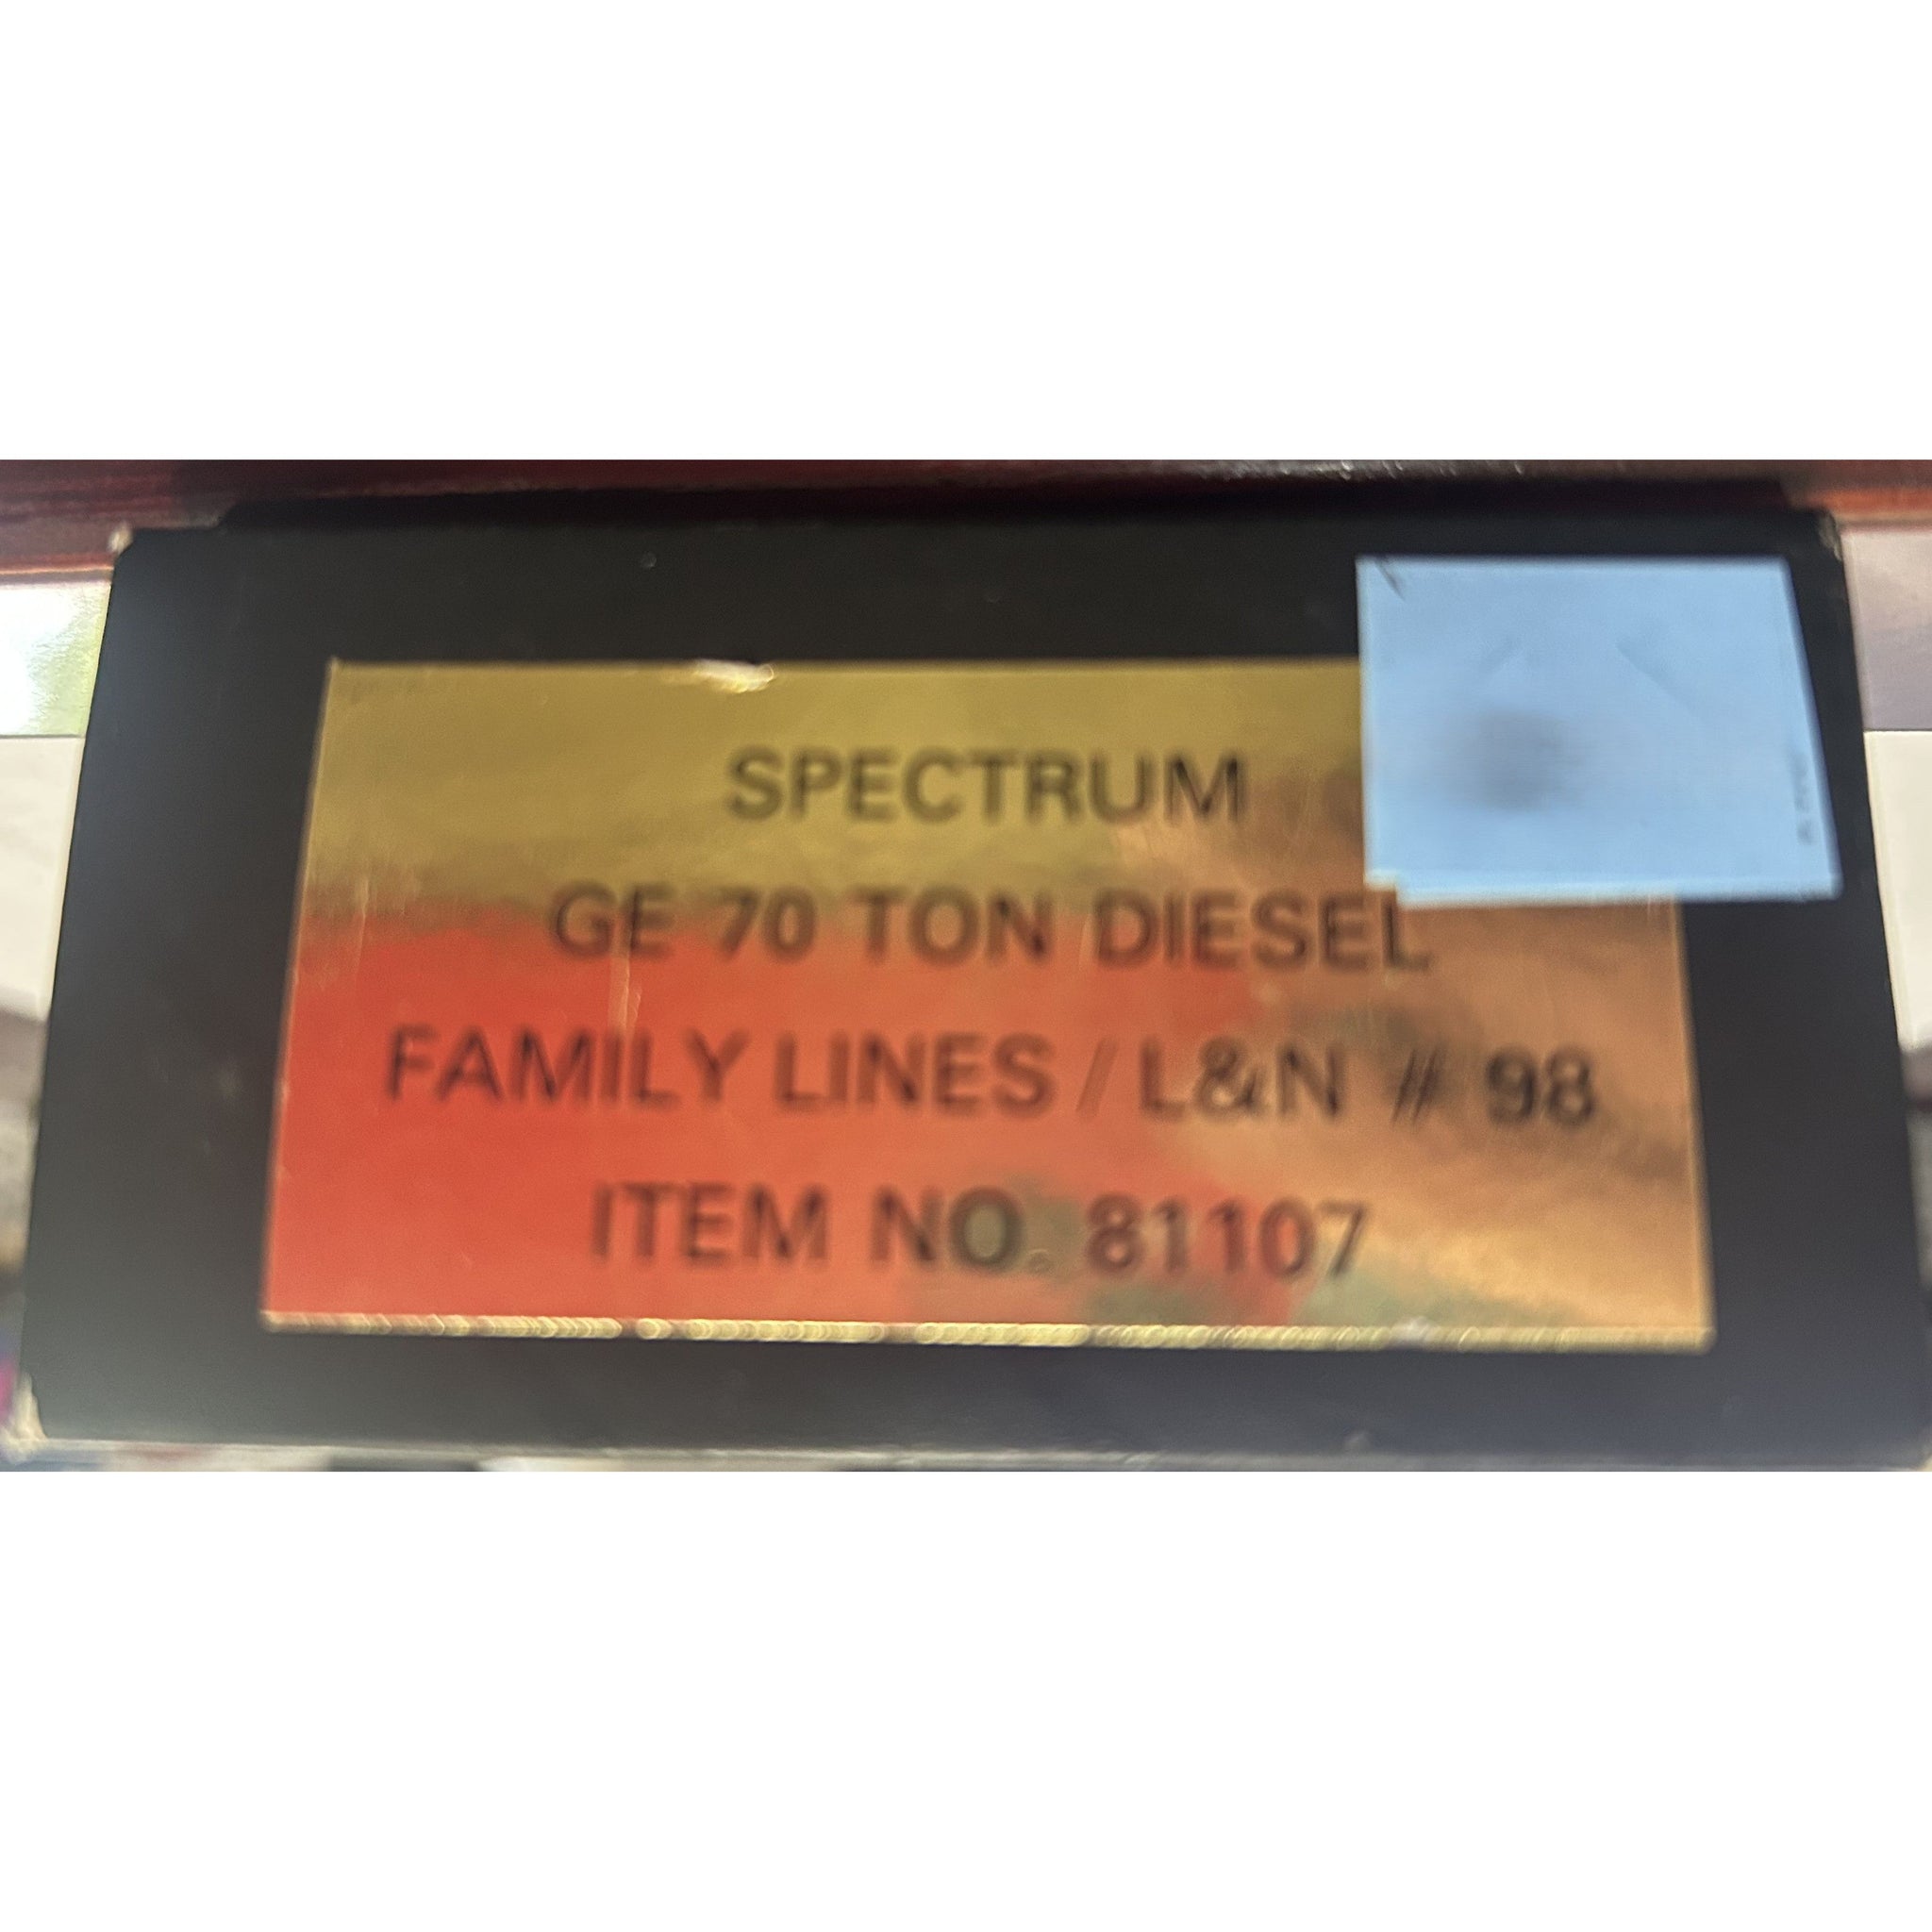 SPECTRUM
GE 70 TON DIESEL
FAMILY LINES / L&N # 98
ITEM NO. 81107